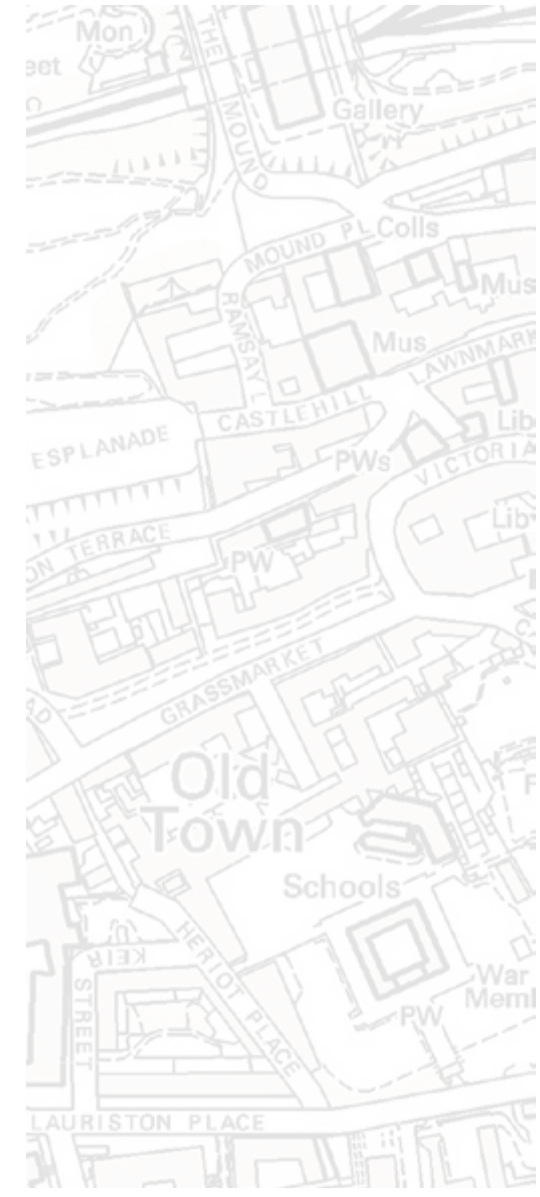 Mon
THE MOUND
Gallery
MOUND PL
Colls
Mus
RAMSAY L
Mus
LAWNMARK
CASTLEHILL
Lib
ESPLANADE
PWs
VICTORIA
Lib
ON TERRACE
PW
GRASSMARKET
Old
Town
Schools
HERIOT PLACE
KEIR
STREET
War
Meml
PW
LAURISTON PLACE